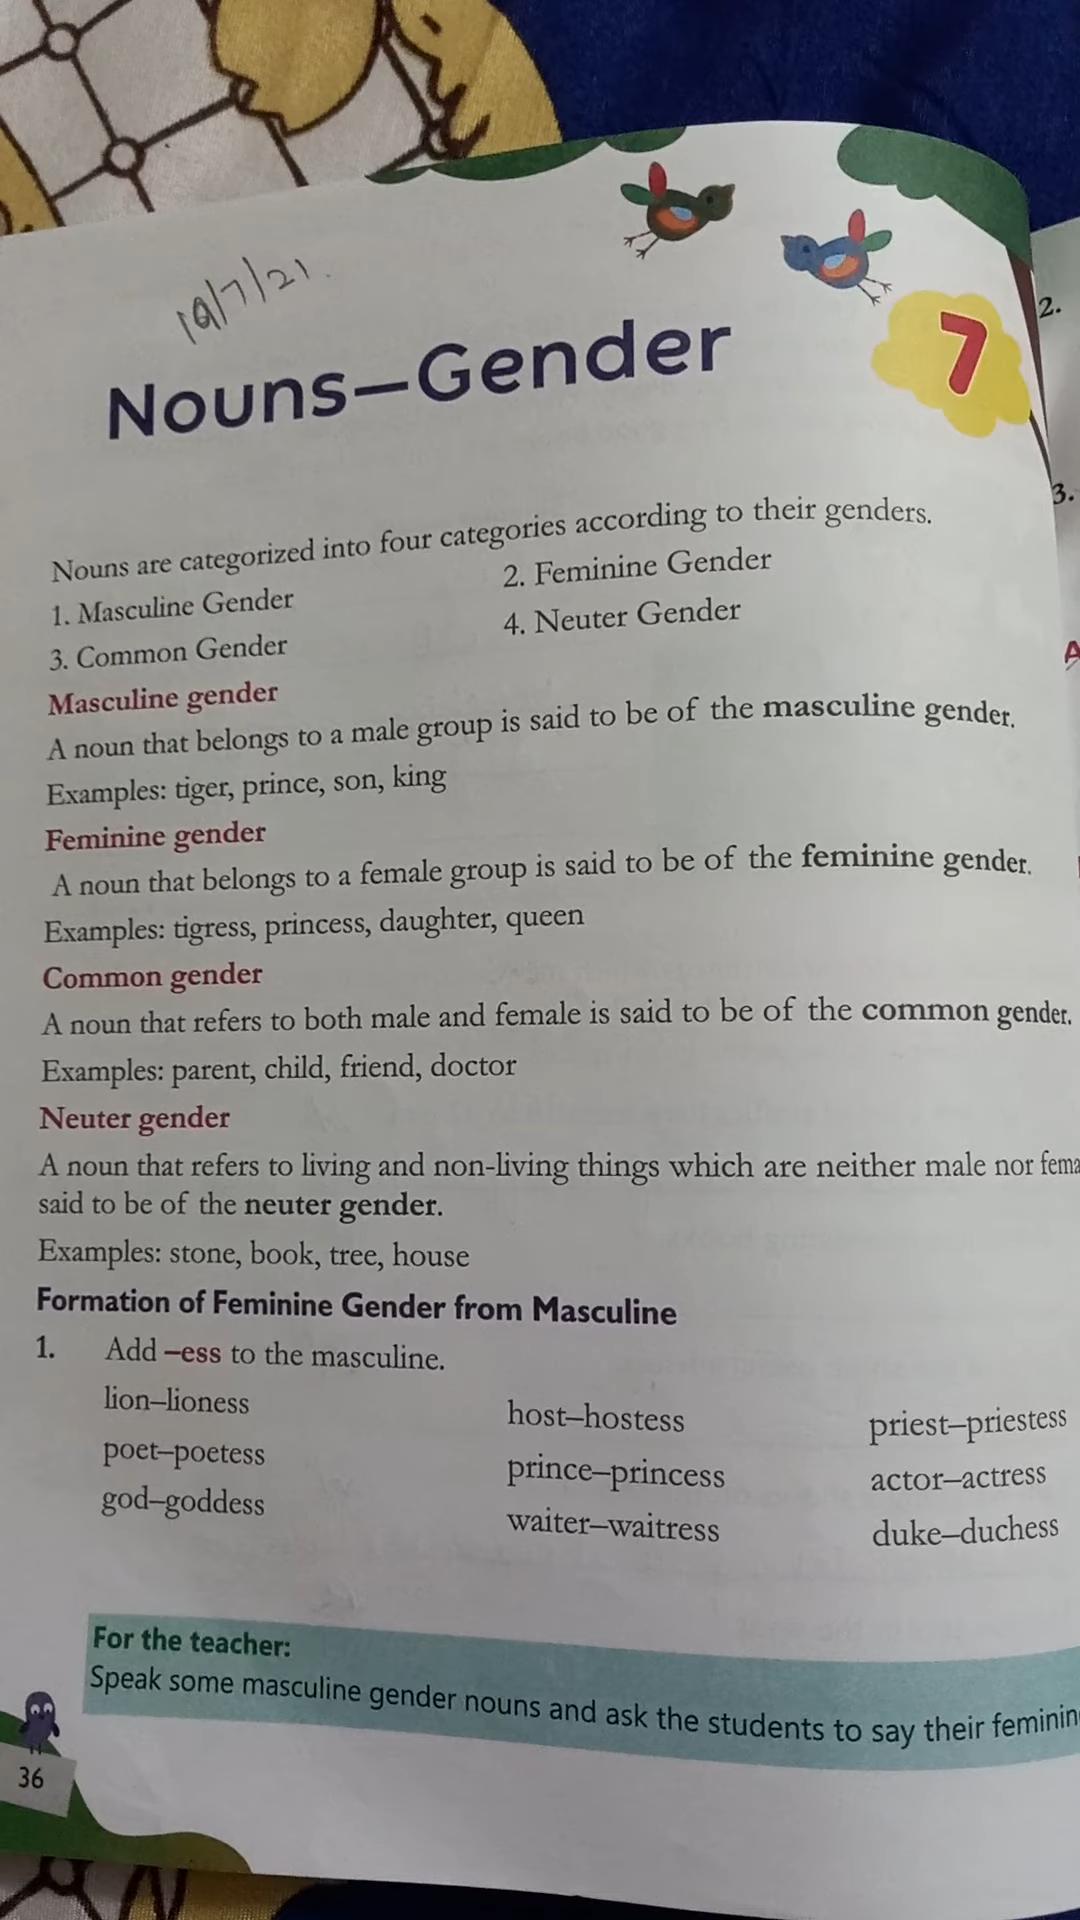 19/7/21.
Nouns—Gender
7
Nouns are categorized into four categories according to their genders.
1. Masculine Gender
2. Feminine Gender
3. Common Gender
4. Neuter Gender
Masculine gender
A noun that belongs to a male group is said to be of the masculine gender.
Examples: tiger, prince, son, king
Feminine gender
A noun that belongs to a female group is said to be of the feminine gender.
Examples: tigress, princess, daughter, queen
Common gender
A noun that refers to both male and female is said to be of the common gender.
Examples: parent, child, friend, doctor
Neuter gender
A noun that refers to living and non-living things which are neither male nor fema
said to be of the neuter gender.
Examples: stone, book, tree, house
Formation of Feminine Gender from Masculine
1. Add –ess to the masculine.
lion–lioness host–hostess priest–priestess
poet–poetess prince–princess actor–actress
god–goddess waiter–waitress duke–duchess
For the teacher:
Speak some masculine gender nouns and ask the students to say their feminin
36
2.
3.
A